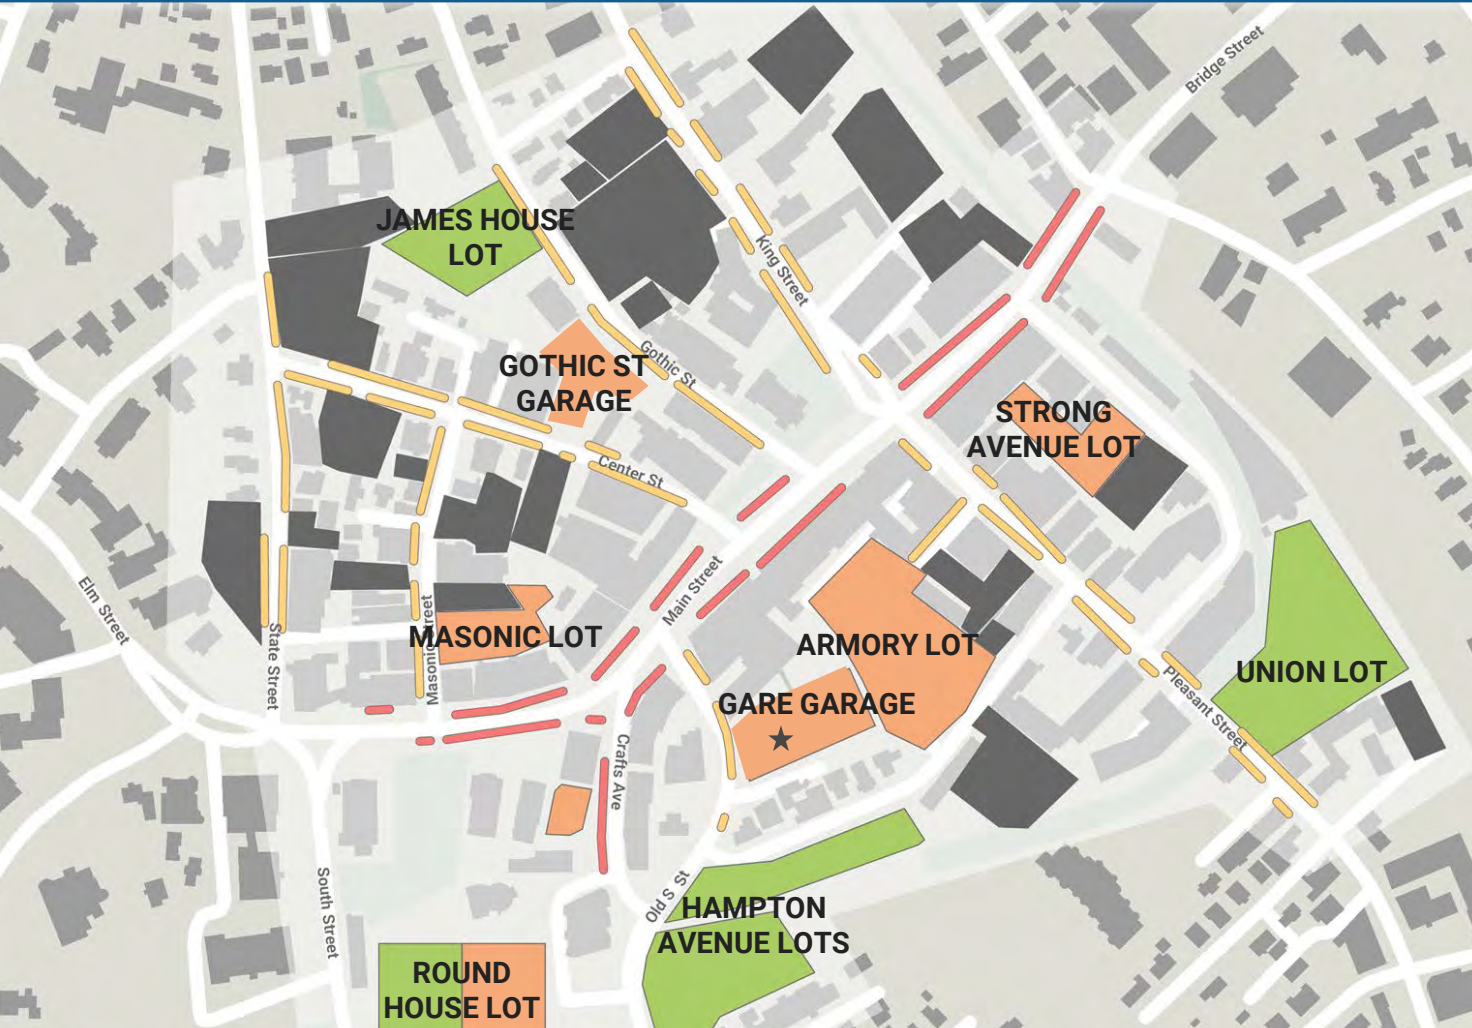 Bridge Street
JAMES HOUSE
LOT
King Street
GOTHIC ST
GARAGE
Gothic St
STRONG
AVENUE LOT
Center St
Elm Street
State Street
Masonic Street
MASONIC LOT
Main Street
ARMORY LOT
UNION LOT
GARE GARAGE
Pleasant Street
Crafts Ave
South Street
Old S St
HAMPTON
AVENUE LOTS
ROUND
HOUSE LOT